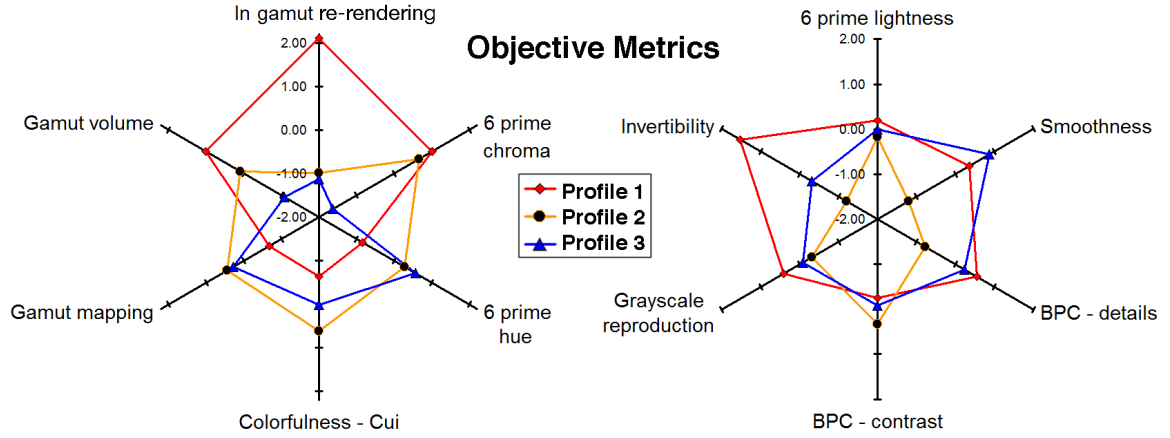 Objective Metrics
In gamut re-rendering
2.00
1.00
0.00
-1.00
-2.00
Gamut volume
6 prime
chroma
Gamut mapping
6 prime
hue
Colorfulness - Cui
Profile 1
Profile 2
Profile 3
6 prime lightness
2.00
1.00
0.00
-1.00
-2.00
Invertibility
Smoothness
Grayscale
reproduction
BPC - details
BPC - contrast